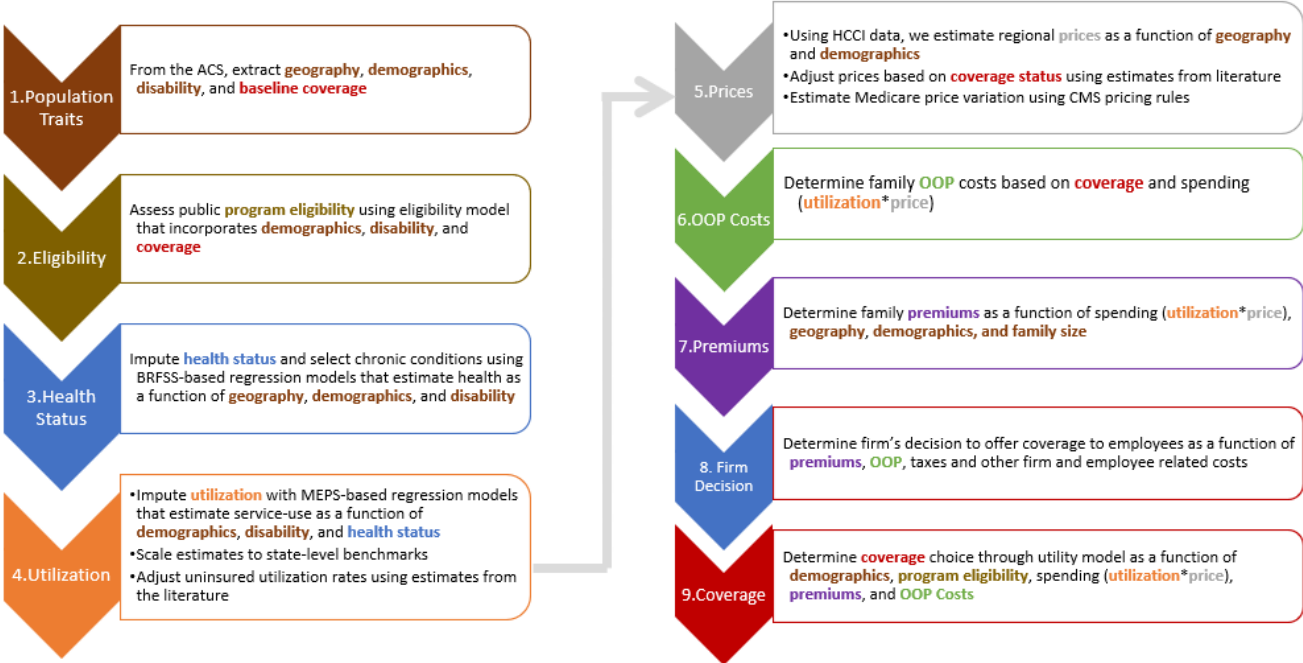 1.Population
Traits
From the ACS, extract geography, demographics,
disability, and baseline coverage
2.Eligibility
Assess public program eligibility using eligibility model
that incorporates demographics, disability, and
coverage
3.Health
Status
Impute health status and select chronic conditions using
BRFSS-based regression models that estimate health as
a function of geography, demographics, and disability
4.Utilization
•Impute utilization with MEPS-based regression models
that estimate service-use as a function of
demographics, disability, and health status
•Scale estimates to state-level benchmarks
•Adjust uninsured utilization rates using estimates from
the literature
5.Prices
•Using HCCI data, we estimate regional prices as a function of geography
and demographics
•Adjust prices based on coverage status using estimates from literature
•Estimate Medicare price variation using CMS pricing rules
6.OOP Costs
Determine family OOP costs based on coverage and spending
(utilization*price)
7.Premiums
Determine family premiums as a function of spending (utilization*price),
geography, demographics, and family size
8. Firm
Decision
Determine firm's decision to offer coverage to employees as a function of
premiums, OOP, taxes and other firm and employee related costs
9.Coverage
Determine coverage choice through utility model as a function of
demographics, program eligibility, spending (utilization*price),
premiums, and OOP Costs